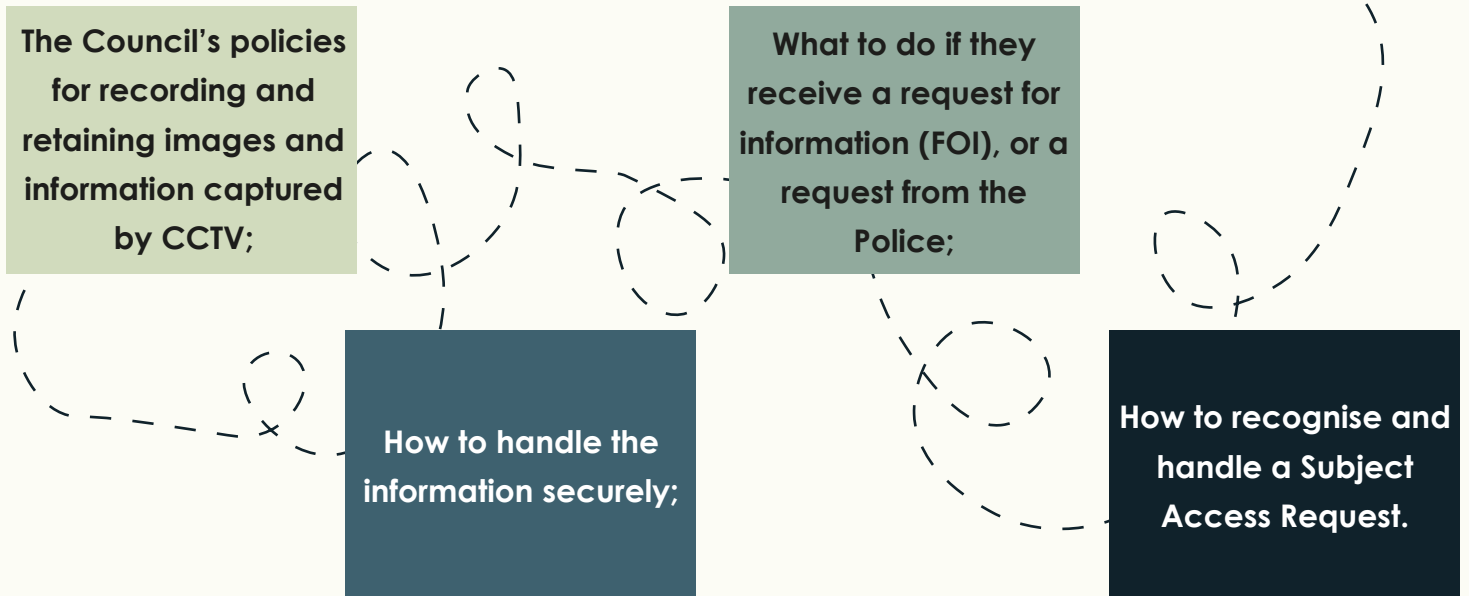 The Council’s policies
for recording and
retaining images and
information captured
by CCTV;
How to handle the
information securely;
What to do if they
receive a request for
information (FOI), or a
request from the
Police;
How to recognise and
handle a Subject
Access Request.